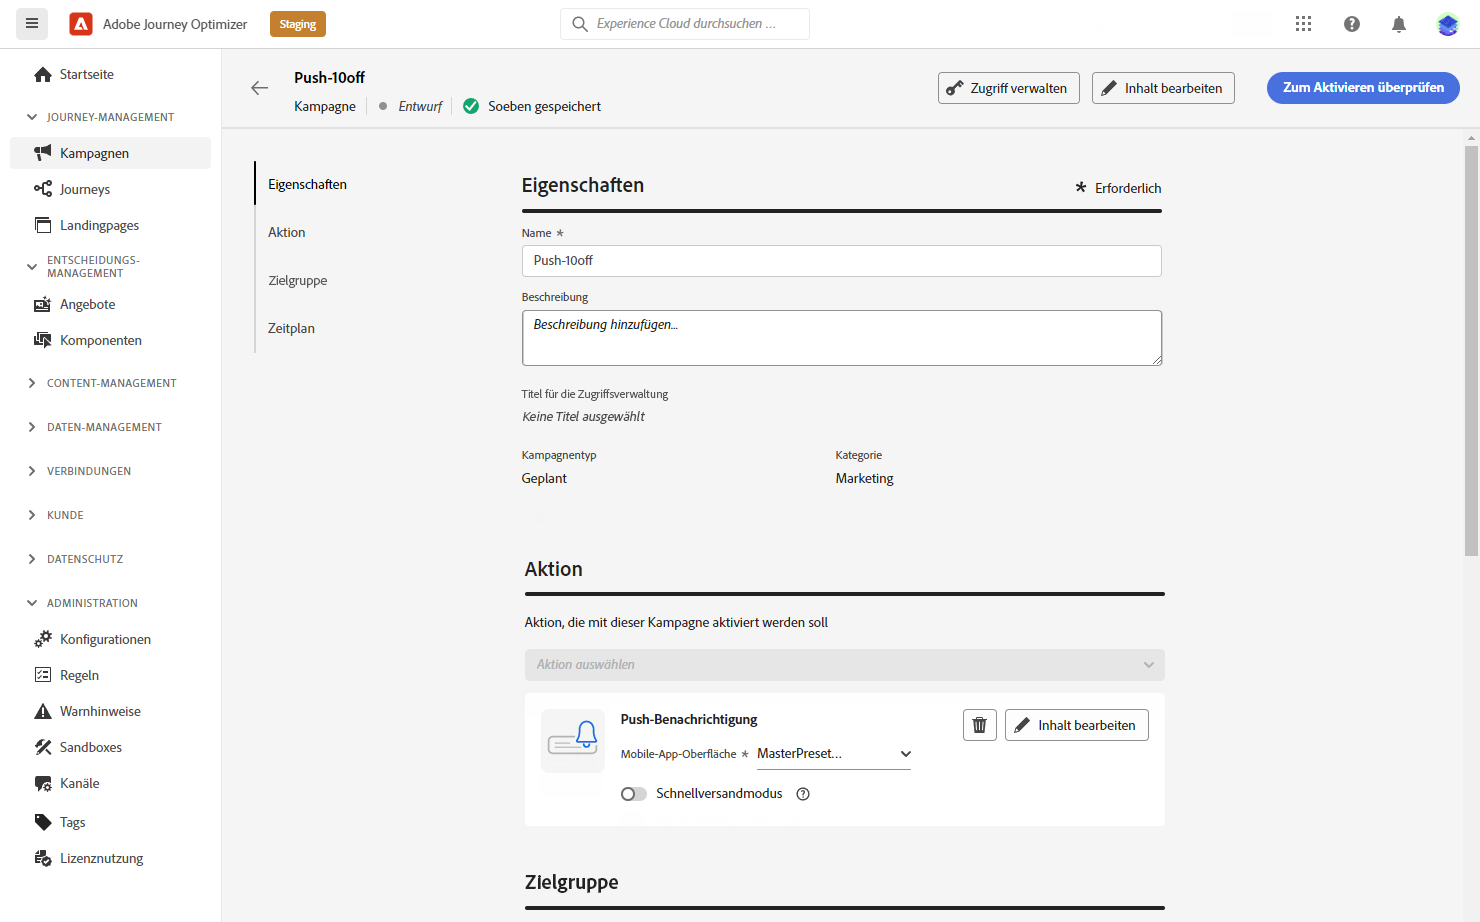 Adobe Journey Optimizer
Staging
Experience Cloud durchsuchen ...
Startseite
JOURNEY-MANAGEMENT
Kampagnen
Journeys
Landingpages
ENTSCHEIDUNGS-
MANAGEMENT
Angebote
Komponenten
CONTENT-MANAGEMENT
DATEN-MANAGEMENT
VERBINDUNGEN
KUNDE
DATENSCHUTZ
ADMINISTRATION
Konfigurationen
Regeln
Warnhinweise
Sandboxes
Kanäle
Tags
Lizenznutzung
Push-10off
Kampagne
Entwurf
Soeben gespeichert
Zugriff verwalten
Inhalt bearbeiten
Zum Aktivieren überprüfen
Eigenschaften
Aktion
Zielgruppe
Zeitplan
Eigenschaften
* Erforderlich
Name *
Push-10off
Beschreibung
Beschreibung hinzufügen...
Titel für die Zugriffsverwaltung
Keine Titel ausgewählt
Kampagnentyp
Geplant
Kategorie
Marketing
Aktion
Aktion, die mit dieser Kampagne aktiviert werden soll
Aktion auswählen
Push-Benachrichtigung
Inhalt bearbeiten
Mobile-App-Oberfläche * MasterPreset...
Schnellversandmodus
Zielgruppe